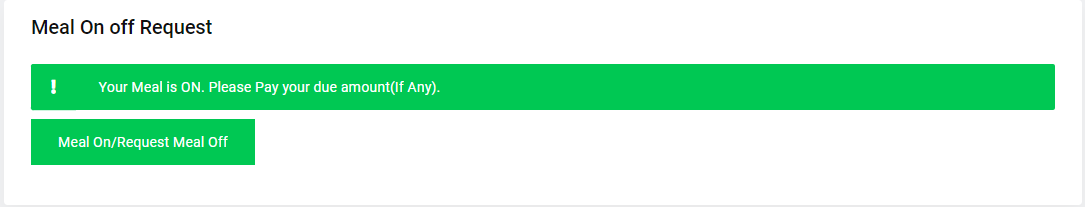 Meal On off Request
Your Meal is ON. Please Pay your due amount(If Any).
Meal On/Request Meal Off